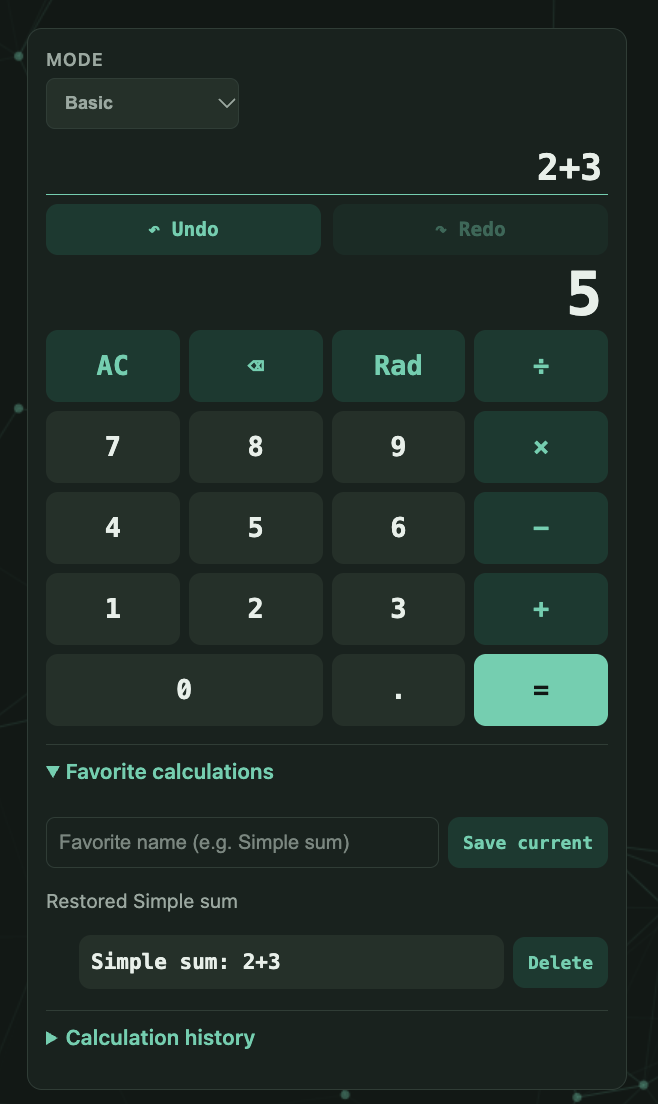 MODE
Basic
2+3
↶ Undo
↷ Redo
5
AC ⌫ Rad ÷
7 8 9 ×
4 5 6 −
1 2 3 +
0 . =
▼ Favorite calculations
Favorite name (e.g. Simple sum)
Save current
Restored Simple sum
Simple sum: 2+3
Delete
▶ Calculation history